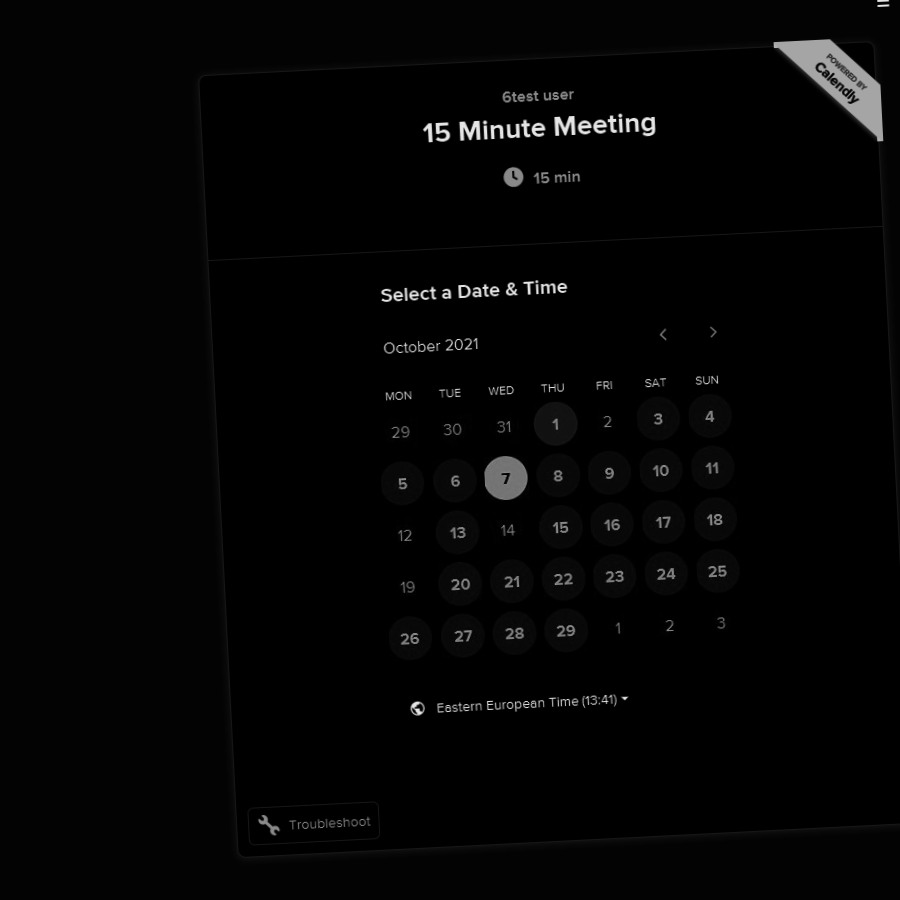 POWERED BY
Calendly
6test user
15 Minute Meeting
15 min
Select a Date & Time
October 2021
MON TUE WED THU FRI SAT SUN
29 30 31 1 2 3 4
5 6 7 8 9 10 11
12 13 14 15 16 17 18
19 20 21 22 23 24 25
26 27 28 29 1 2 3
Eastern European Time (13:41)
Troubleshoot